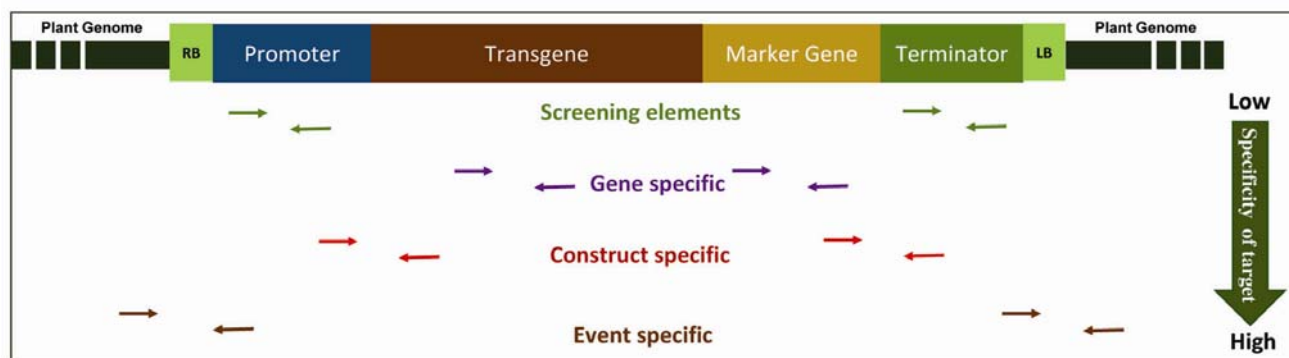 Plant Genome
RB
Promoter
Transgene
Marker Gene
Terminator
LB
Plant Genome
Screening elements
Gene specific
Construct specific
Event specific
Low
Specificity of target
High